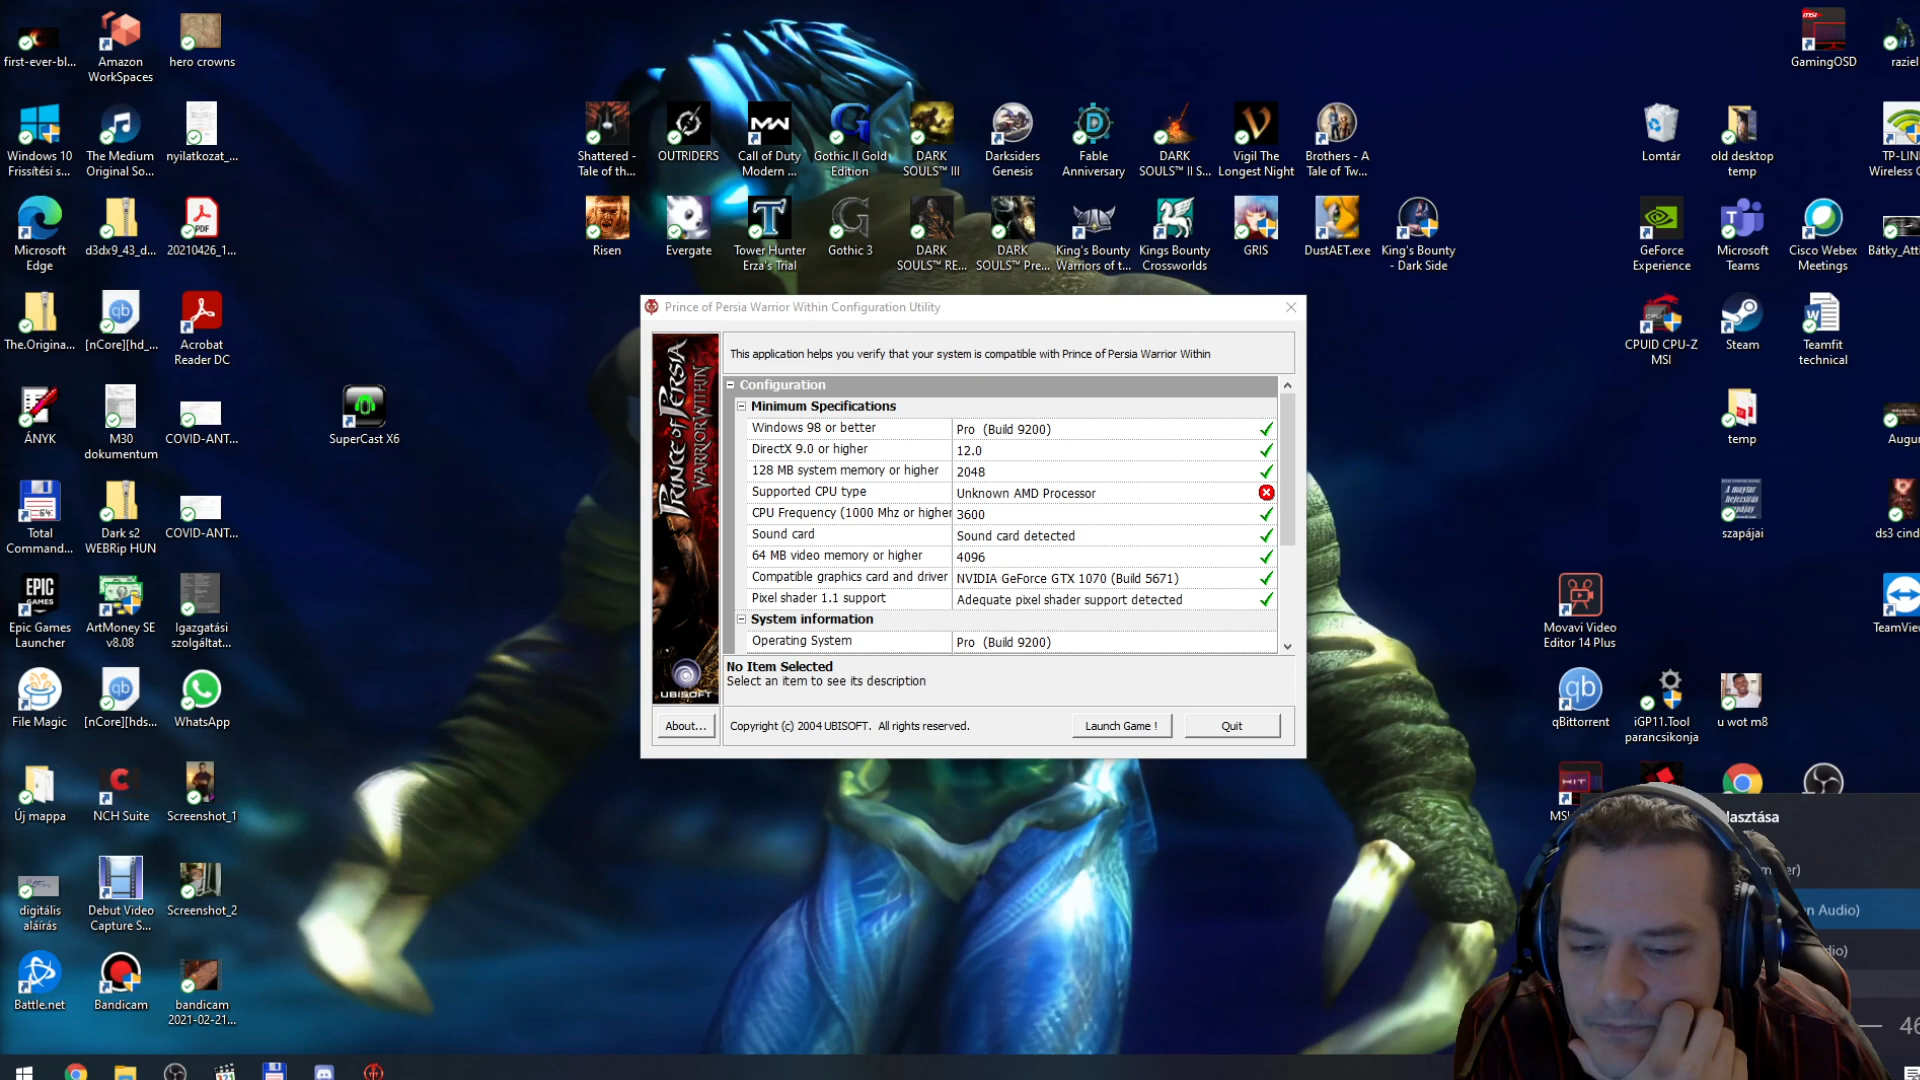 first-ever-bl...
Amazon
WorkSpaces
hero crowns
GamingOSD
raziel
Windows 10
Frissítési s...
The Medium
Original So...
nyilatkozat_...
Shattered -
Tale of th...
OUTRIDERS
Call of Duty
Modern ...
Gothic II Gold
Edition
DARK
SOULS™ III
Darksiders
Genesis
Fable
Anniversary
DARK
SOULS™ II S...
Vigil The
Longest Night
Brothers - A
Tale of Tw...
Lomtár
old desktop
temp
TP-LINK
Wireless C
Microsoft
Edge
d3dx9_43_d...
20210426_1...
Risen
Evergate
Tower Hunter
Erza's Trial
Gothic 3
DARK
SOULS™ RE...
DARK
SOULS™ Pre...
King's Bounty
Warriors of t...
Kings Bounty
Crossworlds
GRIS
DustAET.exe
King's Bounty
- Dark Side
GeForce
Experience
Microsoft
Teams
Cisco Webex
Meetings
Bátky_Atti
The.Origina...
[nCore][hd_...
Acrobat
Reader DC
CPUID CPU-Z
MSI
Steam
Teamfit
technical
ÁNYK
M30
dokumentum
COVID-ANT...
SuperCast X6
temp
Augu
Total
Command...
Dark s2
WEBRip HUN
COVID-ANT...
szapájai
ds3 cind
Epic Games
Launcher
ArtMoney SE
v8.08
Igazgatási
szolgáltat...
Movavi Video
Editor 14 Plus
TeamVie
File Magic
[nCore][hds...
WhatsApp
qBittorrent
iGP11.Tool
parancsikonja
u wot m8
Új mappa
NCH Suite
Screenshot_1
digitális
aláírás
Debut Video
Capture S...
Screenshot_2
Battle.net
Bandicam
bandicam
2021-02-21...
Prince of Persia Warrior Within Configuration Utility
PRINCE OF PERSIA
WARRIOR WITHIN
UBISOFT
This application helps you verify that your system is compatible with Prince of Persia Warrior Within
Configuration
Minimum Specifications
Windows 98 or better Pro (Build 9200)
DirectX 9.0 or higher 12.0
128 MB system memory or higher 2048
Supported CPU type Unknown AMD Processor
CPU Frequency (1000 Mhz or higher 3600
Sound card Sound card detected
64 MB video memory or higher 4096
Compatible graphics card and driver NVIDIA GeForce GTX 1070 (Build 5671)
Pixel shader 1.1 support Adequate pixel shader support detected
System information
Operating System Pro (Build 9200)
No Item Selected
Select an item to see its description
About...
Copyright (c) 2004 UBISOFT. All rights reserved.
Launch Game !
Quit
lasztása
n Audio)
dio)
46